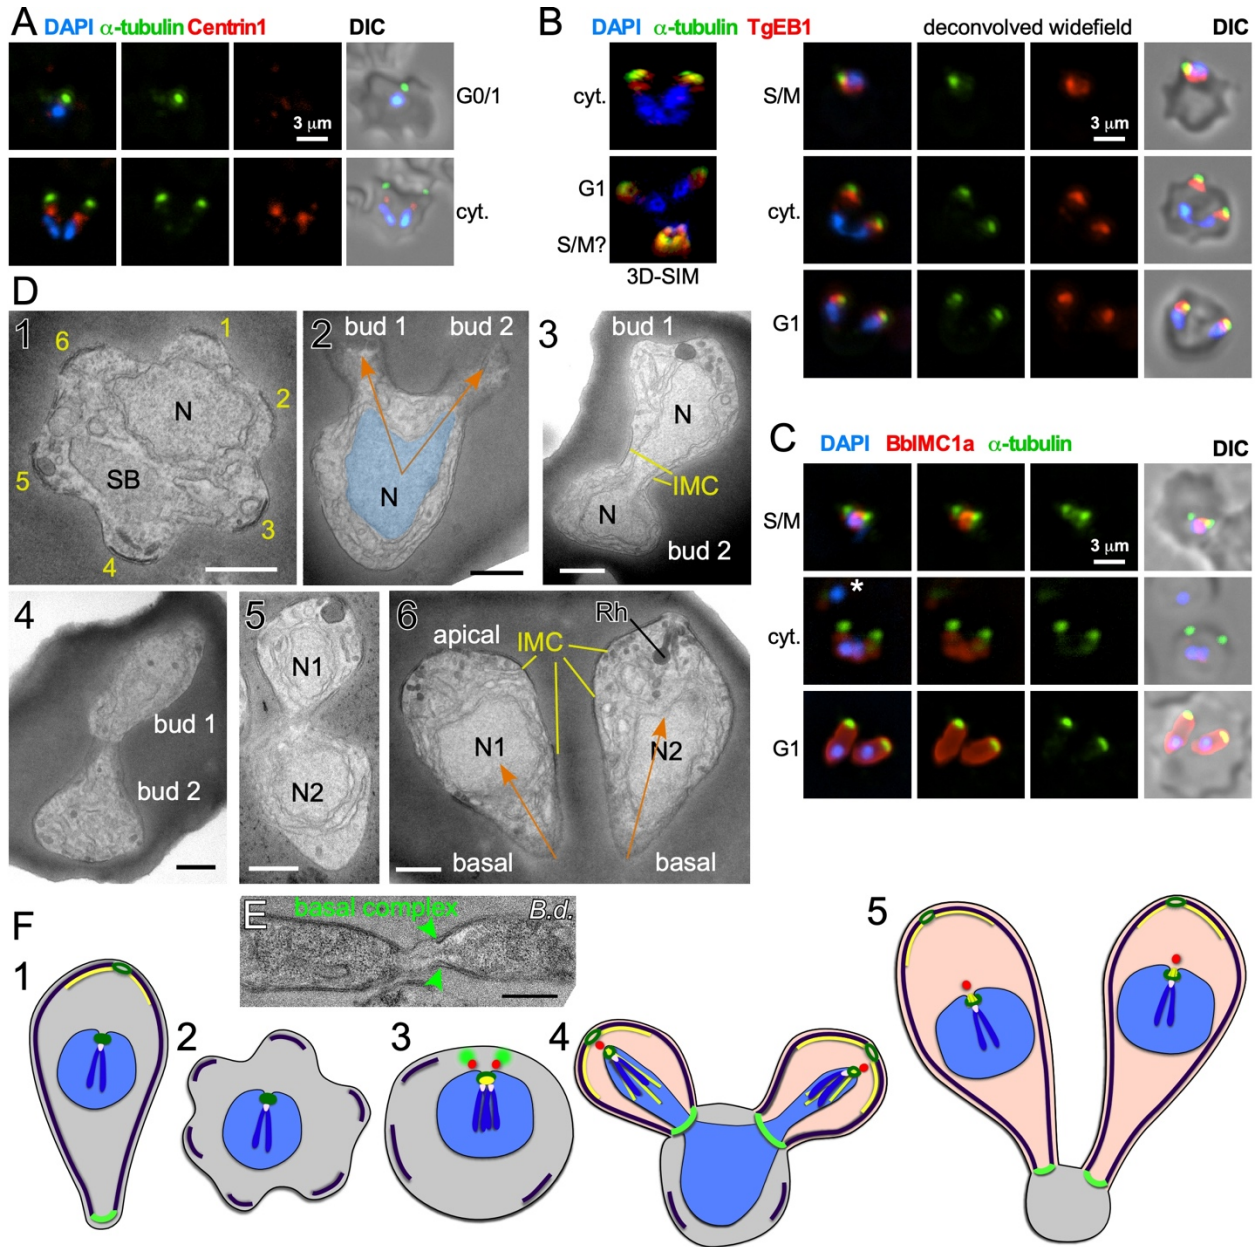 A DAPI α-tubulin Centrin1 DIC
G0/1
3 µm
cyt.
B DAPI α-tubulin TgEB1 deconvolved widefield DIC
cyt.
G1
S/M?
3D-SIM
S/M
3 µm
cyt.
G1
C DAPI BbIMC1a α-tubulin DIC
S/M
3 µm
cyt.
*
G1
D
1
1
2
3
4
5
6
N
SB
2
bud 1 bud 2
N
3
bud 1
N
IMC
N
bud 2
4
bud 1
bud 2
5
N1
N2
6
apical
IMC
Rh
N1
N2
basal
basal
E basal complex B.d.
F
1
2
3
4
5